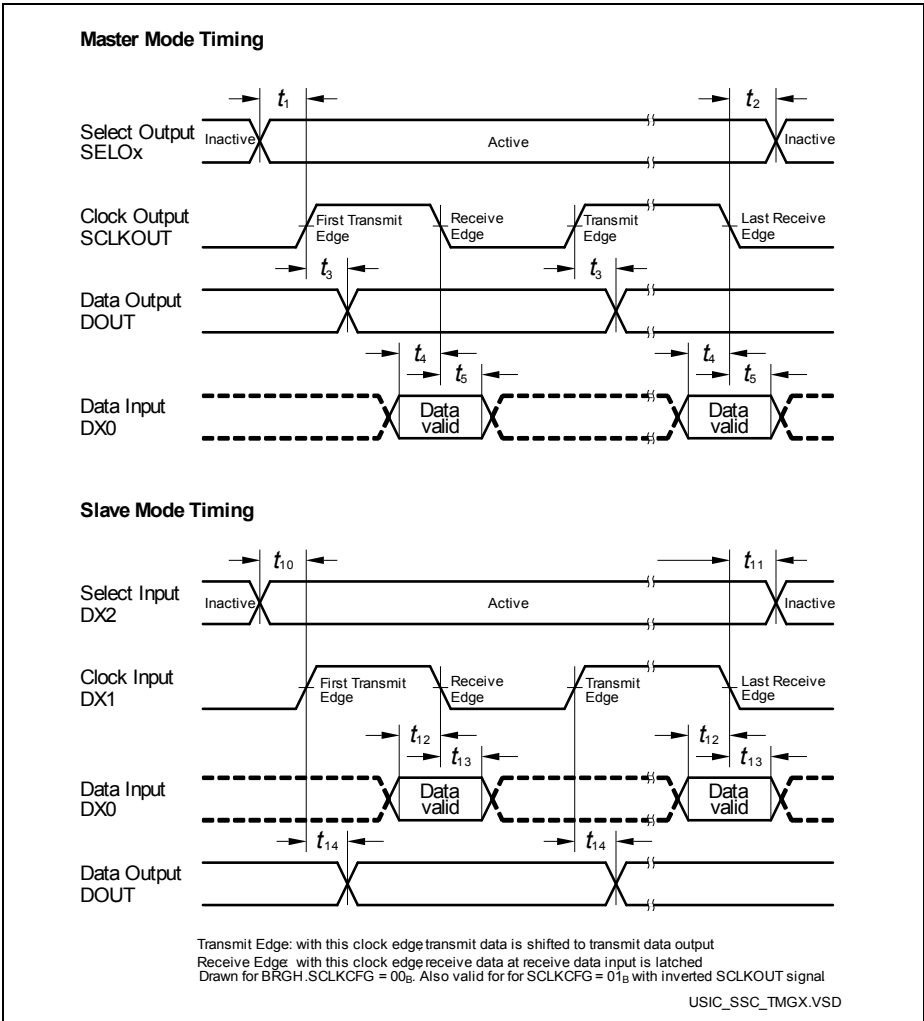 Master Mode Timing
t1
t2
Select Output
SELOx
Inactive
Active
Inactive
Clock Output
SCLKOUT
First Transmit
Edge
Receive
Edge
Transmit
Edge
Last Receive
Edge
t3
t3
Data Output
DOUT
t4
t5
t4
t5
Data Input
DX0
Data
valid
Data
valid
Slave Mode Timing
t10
t11
Select Input
DX2
Inactive
Active
Inactive
Clock Input
DX1
First Transmit
Edge
Receive
Edge
Transmit
Edge
Last Receive
Edge
t12
t13
t12
t13
Data Input
DX0
Data
valid
Data
valid
t14
t14
Data Output
DOUT
Transmit Edge: with this clock edge transmit data is shifted to transmit data output
Receive Edge: with this clock edge receive data at receive data input is latched
Drawn for BRGH.SCLKCFG = 00B. Also valid for for SCLKCFG = 01B with inverted SCLKOUT signal
USIC_SSC_TMGX.VSD